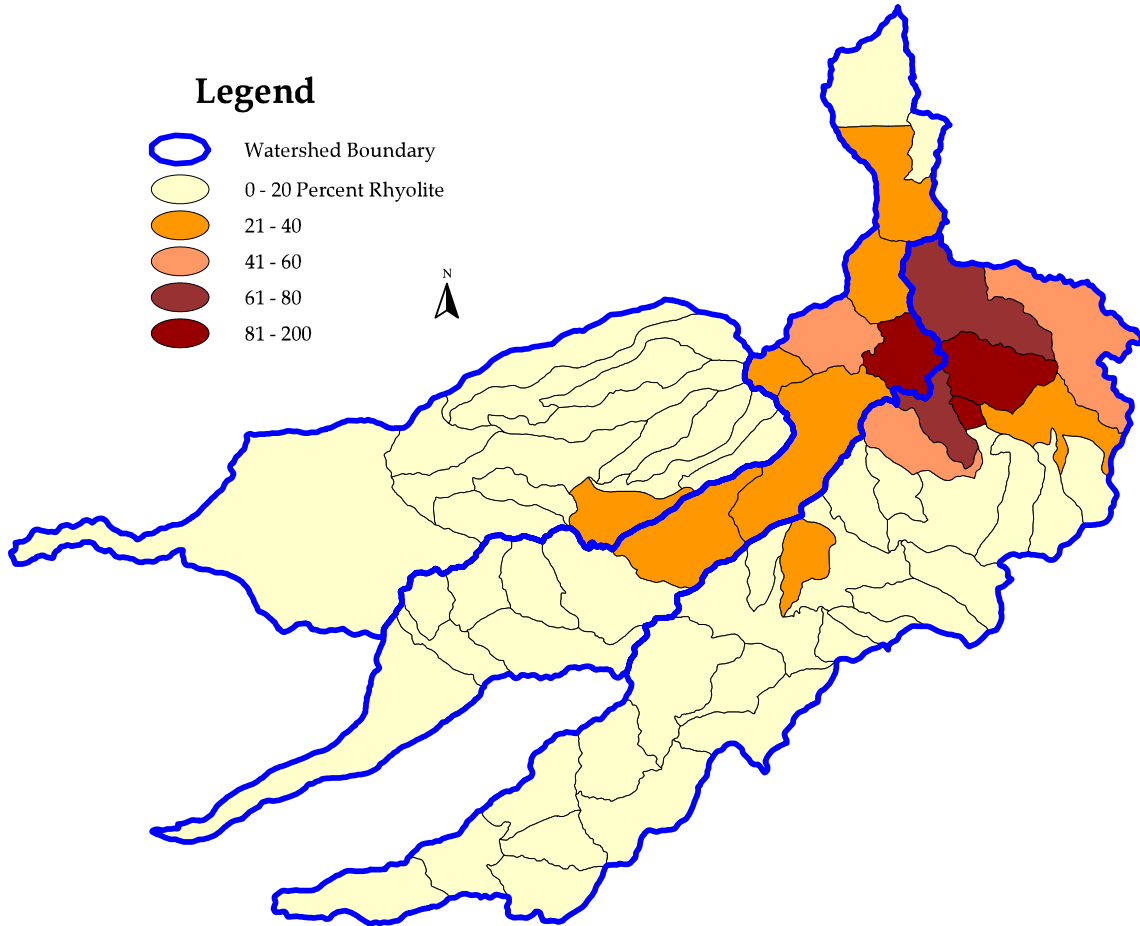 Legend
Watershed Boundary
0 - 20 Percent Rhyolite
21 - 40
41 - 60
61 - 80
81 - 200
N